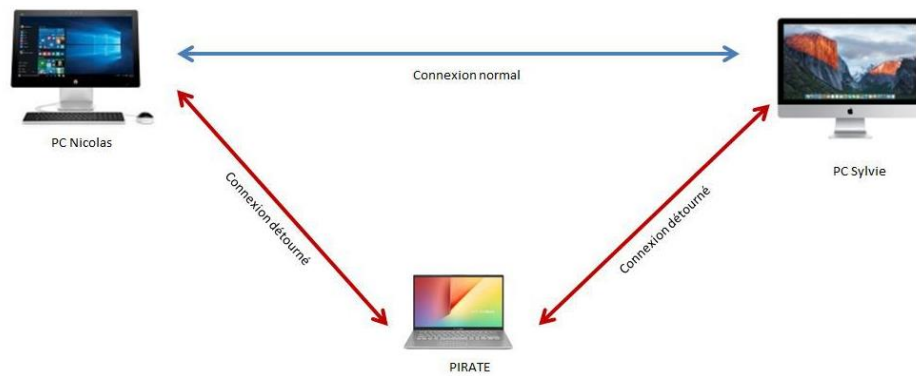 Connexion normal
PC Nicolas
PC Sylvie
Connexion détourné
Connexion détourné
PIRATE